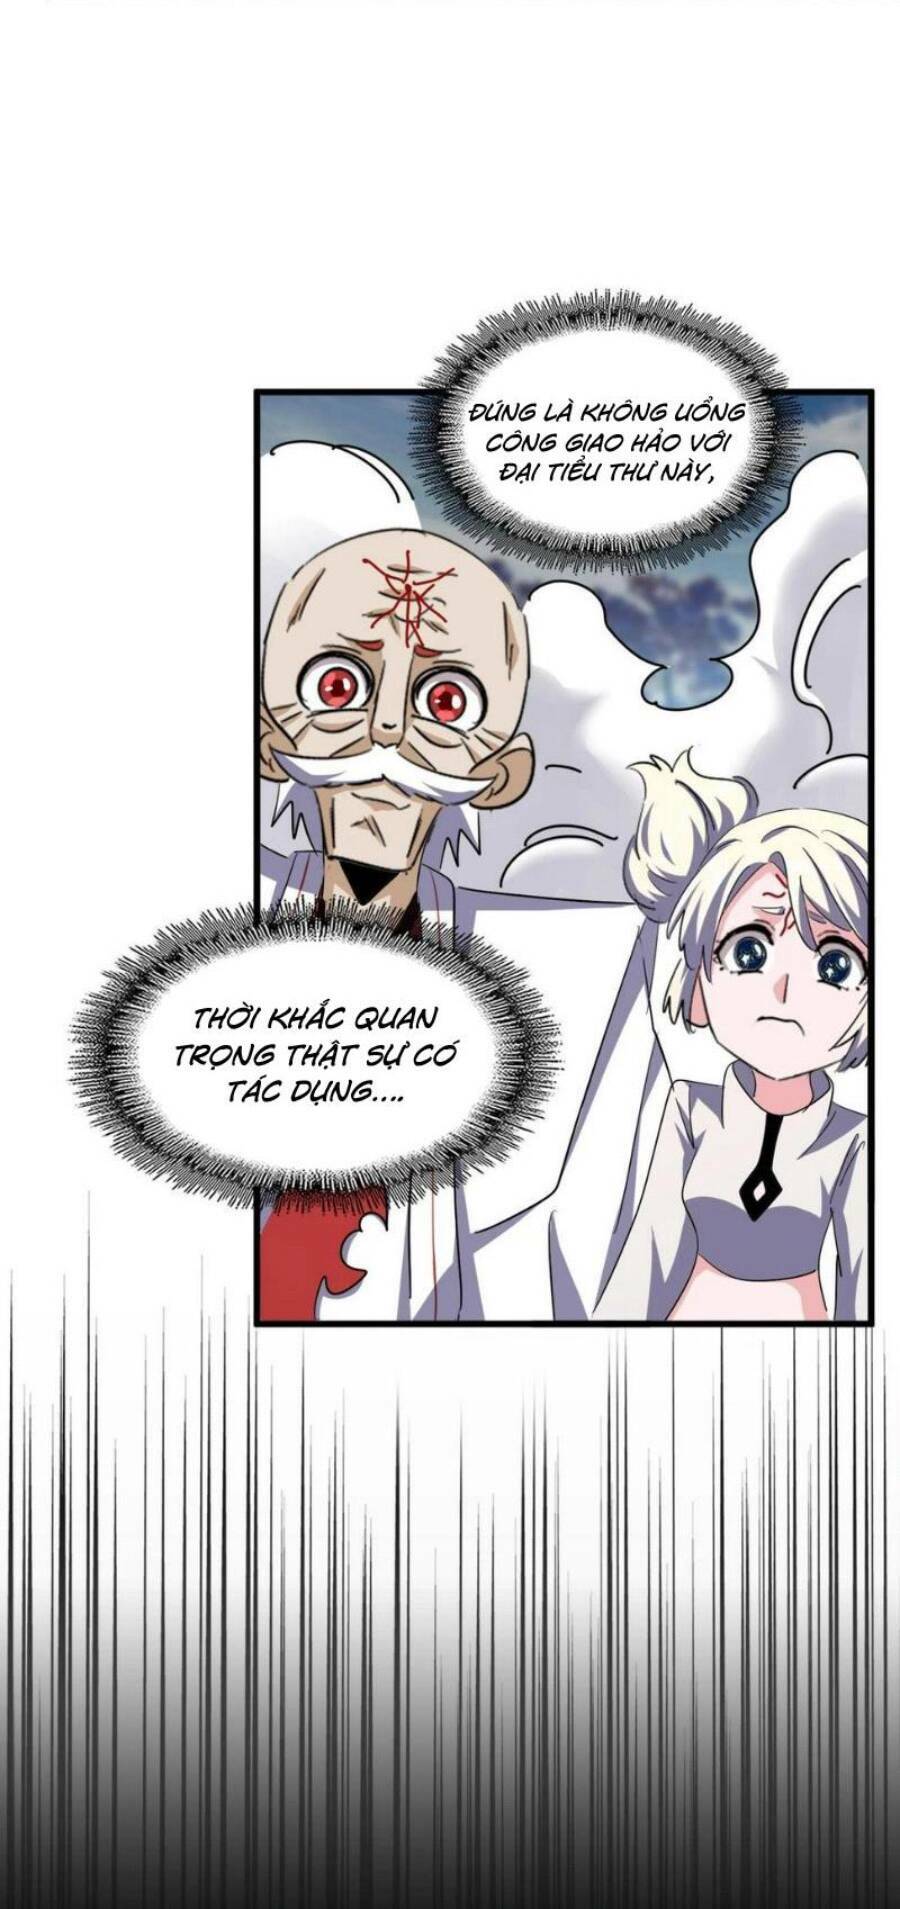 ĐÚNG LÀ KHÔNG UỔNG
CÔNG GIAO HẢO VỚI
ĐẠI TIỂU THƯ NÀY,
THỜI KHẮC QUAN
TRỌNG THẬT SỰ CÓ
TÁC DỤNG....